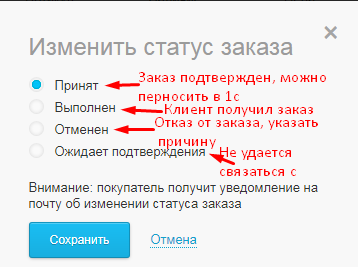 Изменить статус заказа
Принят
Заказ подтвержден, можно
перносить в 1с
Выполнен
Клиент получил заказ
Отменен
Отказ от заказа, указать
причину
Ожидает подтверждения
Не удается
связаться с
Внимание: покупатель получит уведомление на
почту об изменении статуса заказа
Сохранить
Отмена